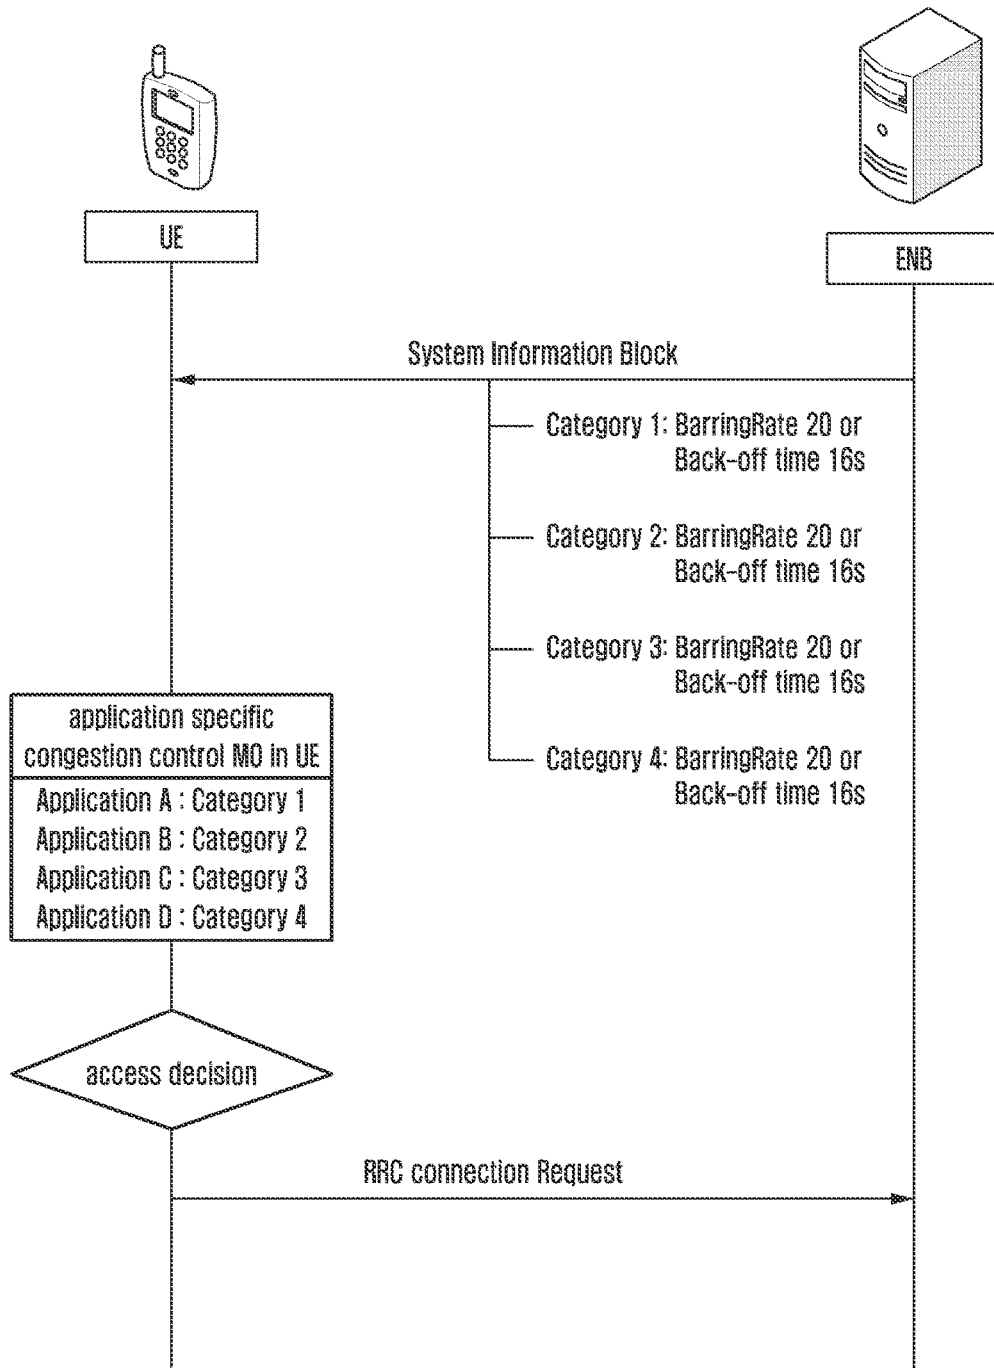 UE
ENB
System Information Block
Category 1: BarringRate 20 or
Back-off time 16s
Category 2: BarringRate 20 or
Back-off time 16s
Category 3: BarringRate 20 or
Back-off time 16s
Category 4: BarringRate 20 or
Back-off time 16s
application specific
congestion control MO in UE
Application A : Category 1
Application B : Category 2
Application C : Category 3
Application D : Category 4
access decision
RRC connection Request